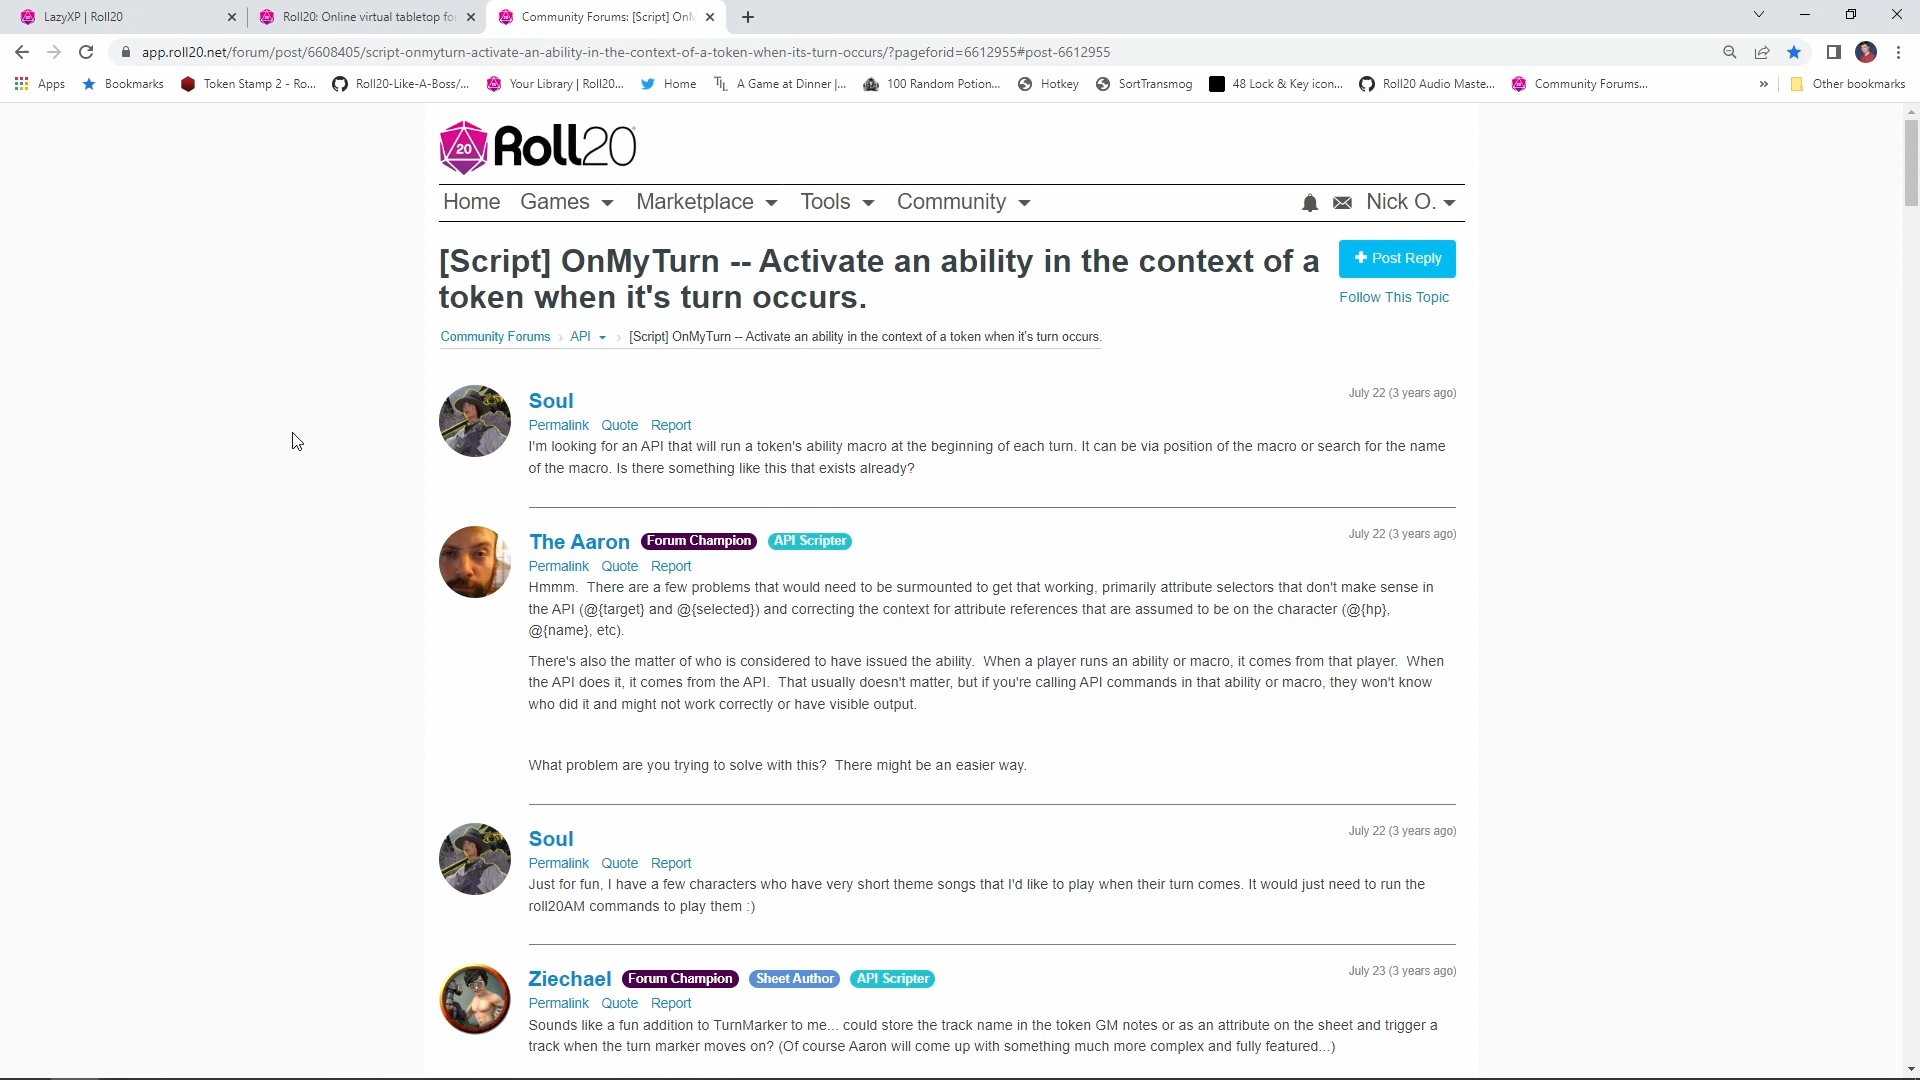 LazyXP | Roll20
Roll20: Online virtual tabletop fo
Community Forums: [Script] OnM
app.roll20.net/forum/post/6608405/script-onmyturn-activate-an-ability-in-the-context-of-a-token-when-its-turn-occurs/?pageforid=6612955#post-6612955
Apps
Bookmarks
Token Stamp 2 - Ro...
Roll20-Like-A-Boss/...
Your Library | Roll20...
Home
A Game at Dinner |...
100 Random Potion...
Hotkey
SortTransmog
48 Lock & Key icon...
Roll20 Audio Maste...
Community Forums...
»
Other bookmarks
20 Roll20
Home Games Marketplace Tools Community Nick O.
[Script] OnMyTurn -- Activate an ability in the context of a
token when it's turn occurs.
+ Post Reply
Follow This Topic
Community Forums › API › [Script] OnMyTurn -- Activate an ability in the context of a token when it's turn occurs.
Soul
July 22 (3 years ago)
Permalink Quote Report
I'm looking for an API that will run a token's ability macro at the beginning of each turn. It can be via position of the macro or search for the name
of the macro. Is there something like this that exists already?
The Aaron Forum Champion API Scripter
July 22 (3 years ago)
Permalink Quote Report
Hmmm. There are a few problems that would need to be surmounted to get that working, primarily attribute selectors that don't make sense in
the API (@{target} and @{selected}) and correcting the context for attribute references that are assumed to be on the character (@{hp},
@{name}, etc).
There's also the matter of who is considered to have issued the ability. When a player runs an ability or macro, it comes from that player. When
the API does it, it comes from the API. That usually doesn't matter, but if you're calling API commands in that ability or macro, they won't know
who did it and might not work correctly or have visible output.
What problem are you trying to solve with this? There might be an easier way.
Soul
July 22 (3 years ago)
Permalink Quote Report
Just for fun, I have a few characters who have very short theme songs that I'd like to play when their turn comes. It would just need to run the
roll20AM commands to play them :)
Ziechael Forum Champion Sheet Author API Scripter
July 23 (3 years ago)
Permalink Quote Report
Sounds like a fun addition to TurnMarker to me... could store the track name in the token GM notes or as an attribute on the sheet and trigger a
track when the turn marker moves on? (Of course Aaron will come up with something much more complex and fully featured...)